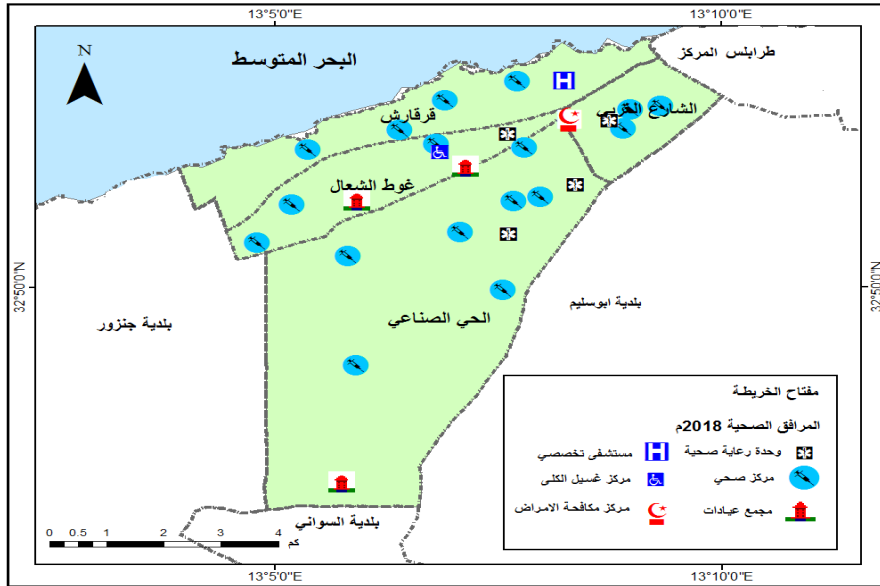 13°5'0"E
13°10'0"E
طرابلس المركز
البحر المتوسط
N
الشارع الغربي
قرقارش
غوط الشعال
32°50'0"N
32°50'0"N
بلدية ابوسليم
الحي الصناعي
بلدية جنزور
مفتاح الخريطة
المرافق الصحية 2018م
وحدة رعاية صحية
مستشفى تخصصي
مركز صحي
مركز غسيل الكلى
مجمع عيادات
مركز مكافحة الامراض
بلدية السواني
0 0.5 1 2 3 4
كم
13°5'0"E
13°10'0"E